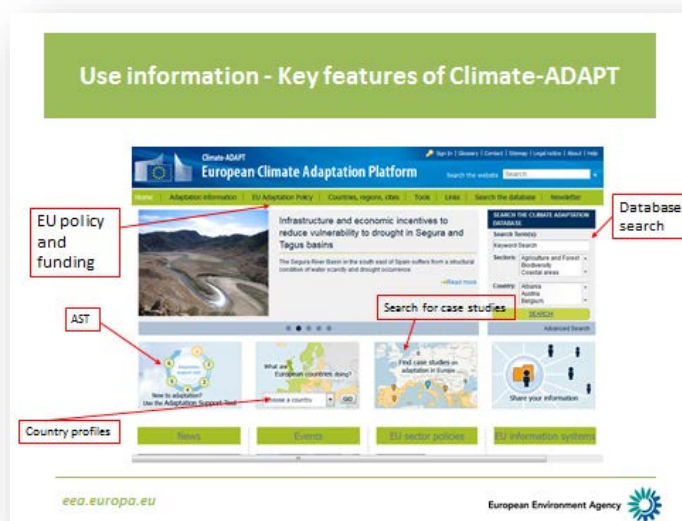 Use information - Key features of Climate-ADAPT
Climate-ADAPT
European Climate Adaptation Platform
Sign In | Glossary | Contact | Sitemap | Legal notice | About | Help
Search the website
Search
Home | Adaptation information | EU Adaptation Policy | Countries, regions, cities | Tools | Links | Search the database | Newsletter
EU policy
and
funding
Infrastructure and economic incentives to
reduce vulnerability to drought in Segura and
Tagus basins
The Segura River Basin in the south east of Spain suffers from a structural
condition of water scarcity and drought occurrence.
Read more
SEARCH THE CLIMATE ADAPTATION
DATABASE
Search Term(s):
Keyword Search
Sectors:
Agriculture and Forest
Biodiversity
Coastal areas
Country:
Albania
Austria
Belgium
SEARCH
Advanced Search
Database
search
AST
Search for case studies
New to adaptation?
Use the Adaptation Support Tool
What are
European countries doing?
Choose a country
GO
Find case studies on
adaptation in Europe
Share your information
Country profiles
News
Events
EU sector policies
EU information systems
eea.europa.eu
European Environment Agency